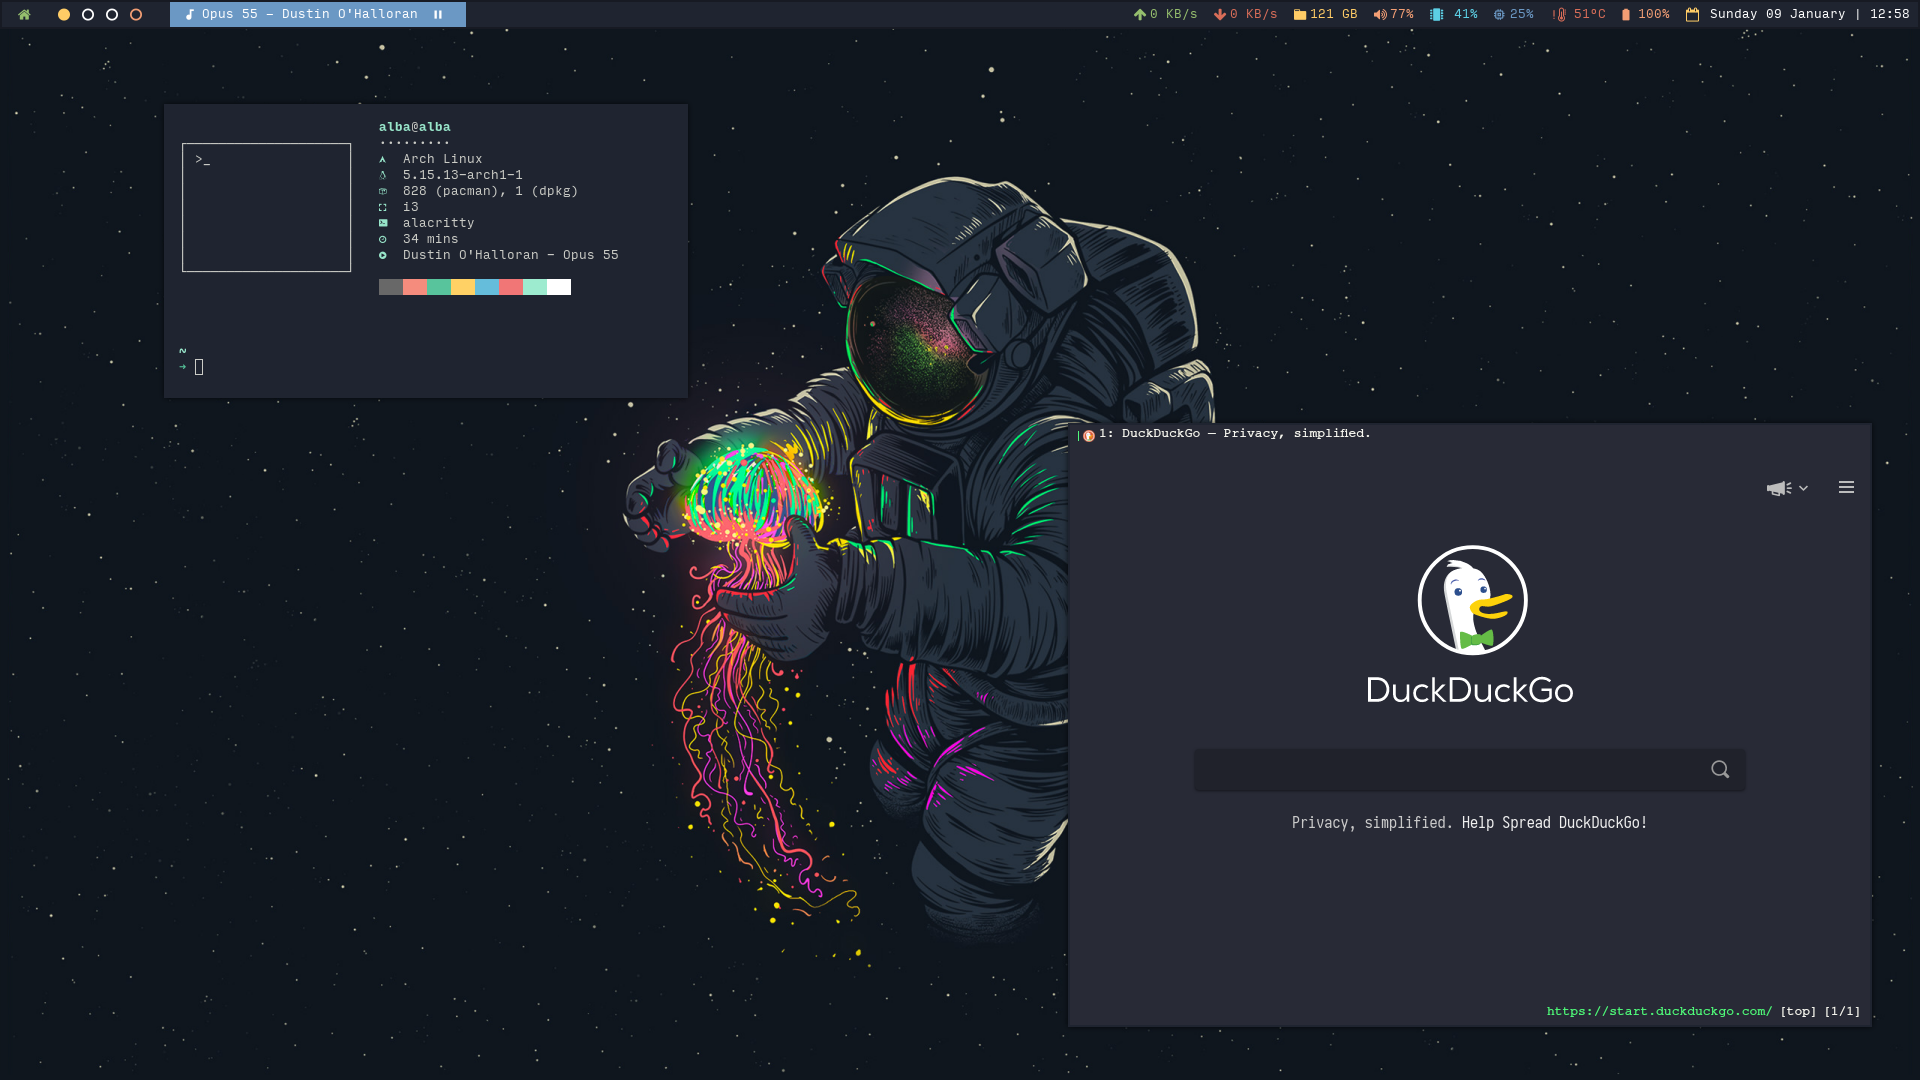 Opus 55 – Dustin O'Halloran
0 KB/s 0 KB/s 121 GB 77% 41% 25% 51ºC 100% Sunday 09 January | 12:58
alba@alba
.........
>_
Arch Linux
5.15.13-arch1-1
828 (pacman), 1 (dpkg)
i3
alacritty
34 mins
Dustin O'Halloran – Opus 55
~
→
1: DuckDuckGo — Privacy, simplified.
DuckDuckGo
Privacy, simplified. Help Spread DuckDuckGo!
https://start.duckduckgo.com/ [top] [1/1]